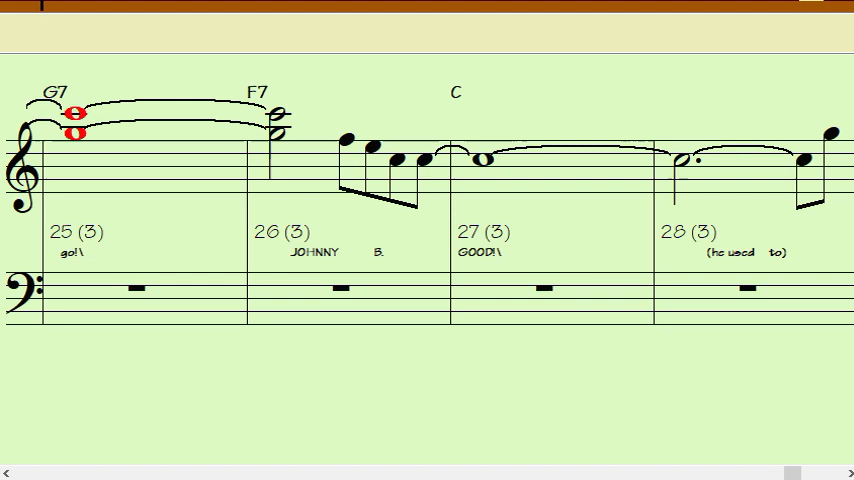 G7 F7 C
25 (3) 26 (3) 27 (3) 28 (3)
go!\ JOHNNY B. GOOD!\ (he used to)